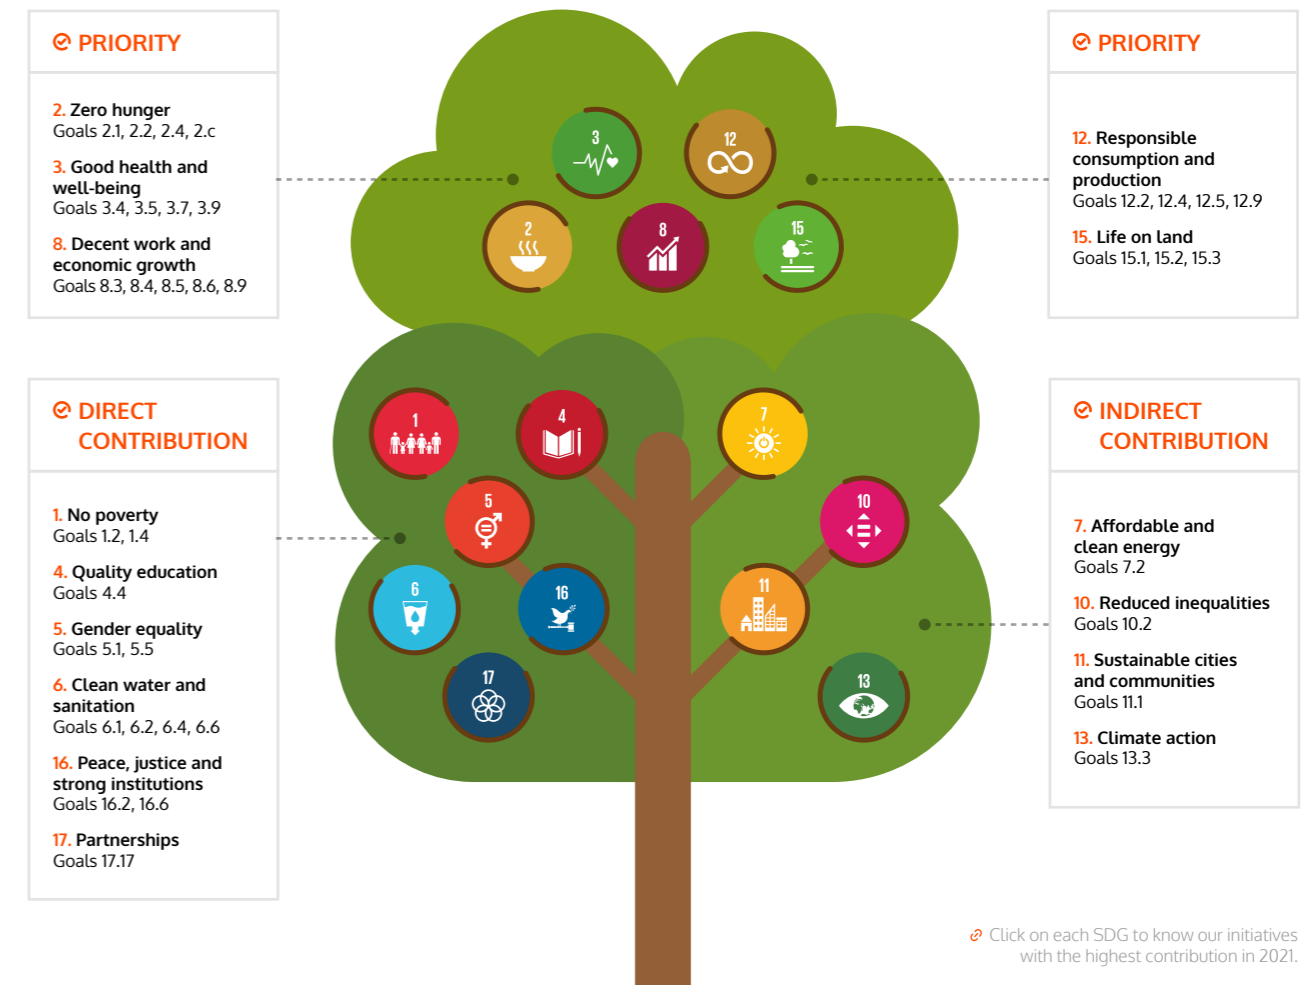 PRIORITY
2. Zero hunger
Goals 2.1, 2.2, 2.4, 2.c
3. Good health and
well-being
Goals 3.4, 3.5, 3.7, 3.9
8. Decent work and
economic growth
Goals 8.3, 8.4, 8.5, 8.6, 8.9
PRIORITY
12. Responsible
consumption and
production
Goals 12.2, 12.4, 12.5, 12.9
15. Life on land
Goals 15.1, 15.2, 15.3
3
12
2
8
15
DIRECT
CONTRIBUTION
1. No poverty
Goals 1.2, 1.4
4. Quality education
Goals 4.4
5. Gender equality
Goals 5.1, 5.5
6. Clean water and
sanitation
Goals 6.1, 6.2, 6.4, 6.6
16. Peace, justice and
strong institutions
Goals 16.2, 16.6
17. Partnerships
Goals 17.17
1
4
7
5
10
6
16
11
17
13
INDIRECT
CONTRIBUTION
7. Affordable and
clean energy
Goals 7.2
10. Reduced inequalities
Goals 10.2
11. Sustainable cities
and communities
Goals 11.1
13. Climate action
Goals 13.3
Click on each SDG to know our initiatives
with the highest contribution in 2021.